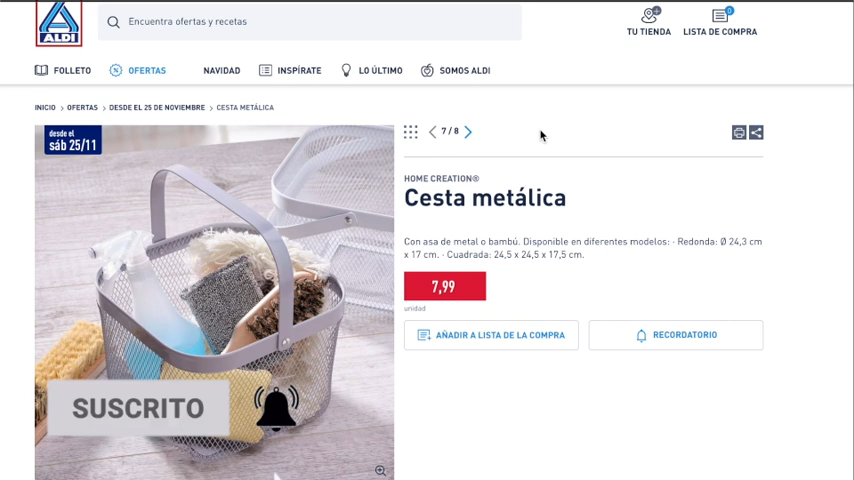 ALDI
Encuentra ofertas y recetas
TU TIENDA
0
LISTA DE COMPRA
FOLLETO
OFERTAS
NAVIDAD
INSPÍRATE
LO ÚLTIMO
SOMOS ALDI
INICIO > OFERTAS > DESDE EL 25 DE NOVIEMBRE > CESTA METÁLICA
desde el
sáb 25/11
7 / 8
HOME CREATION®
Cesta metálica
Con asa de metal o bambú. Disponible en diferentes modelos: · Redonda: Ø 24,3 cm
x 17 cm. · Cuadrada: 24,5 x 24,5 x 17,5 cm.
7,99
unidad
AÑADIR A LISTA DE LA COMPRA
RECORDATORIO
SUSCRITO